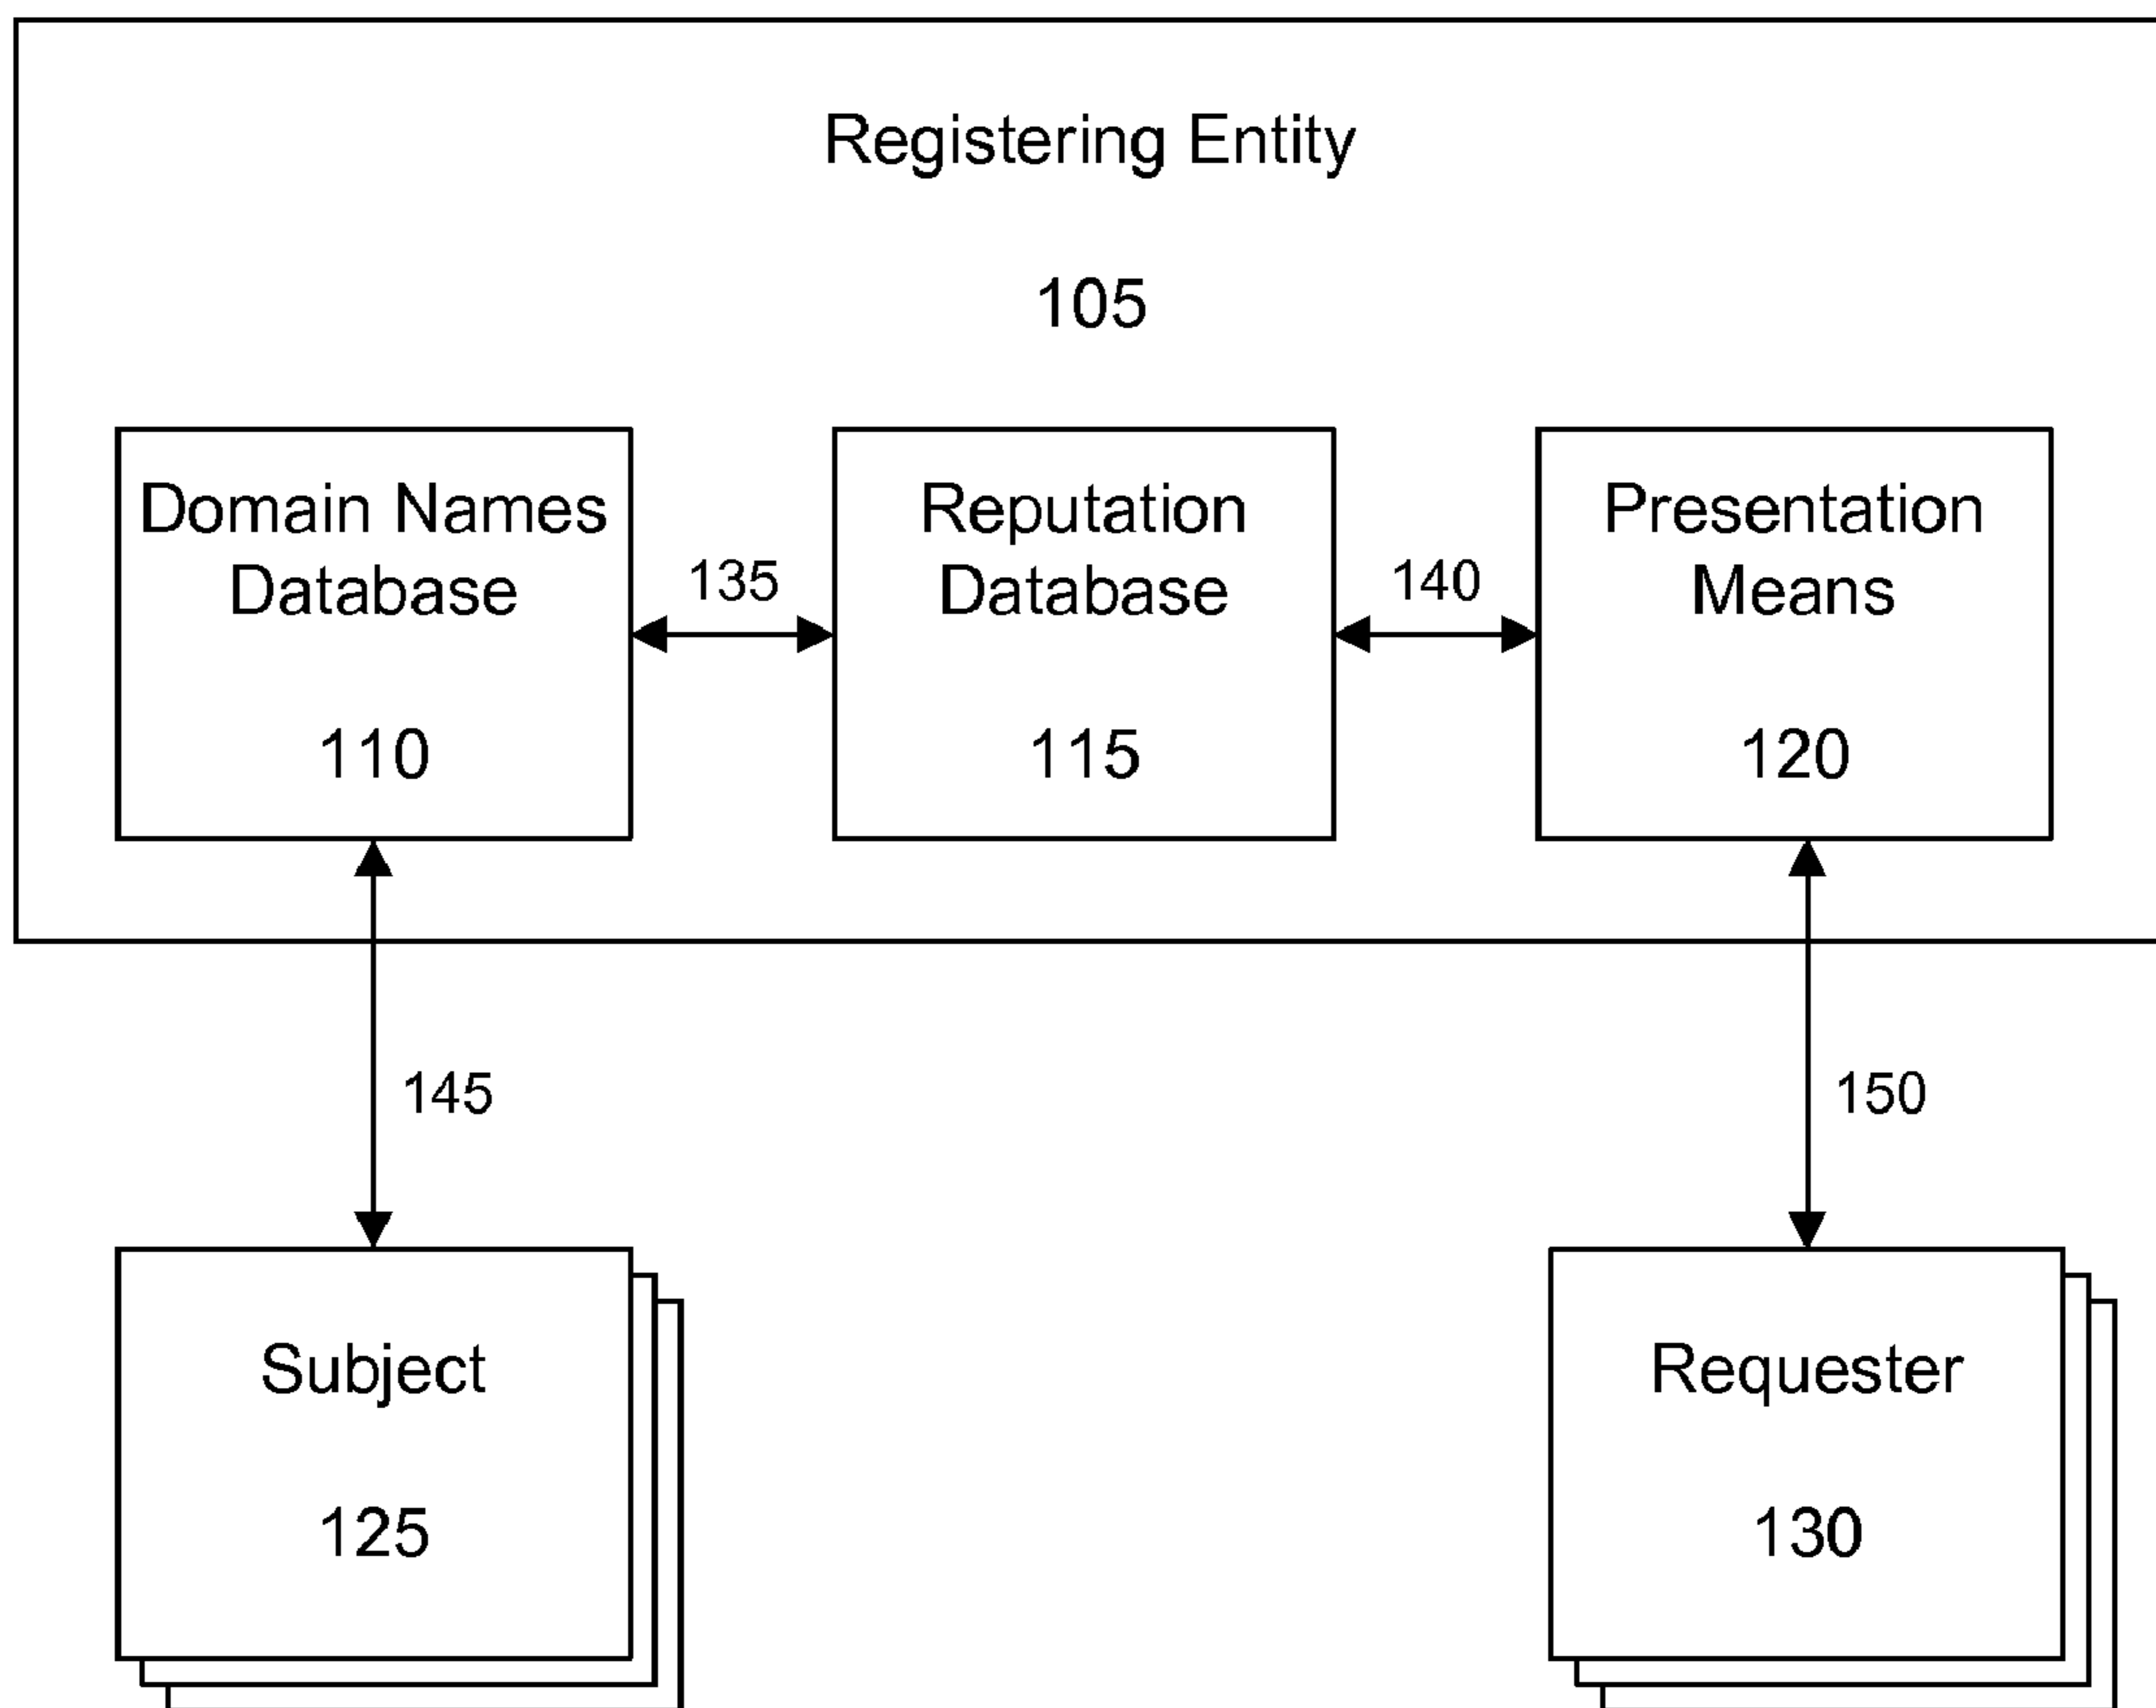 Registering Entity
105
Domain Names
Database
110
135
Reputation
Database
115
140
Presentation
Means
120
145
150
Subject
125
Requester
130